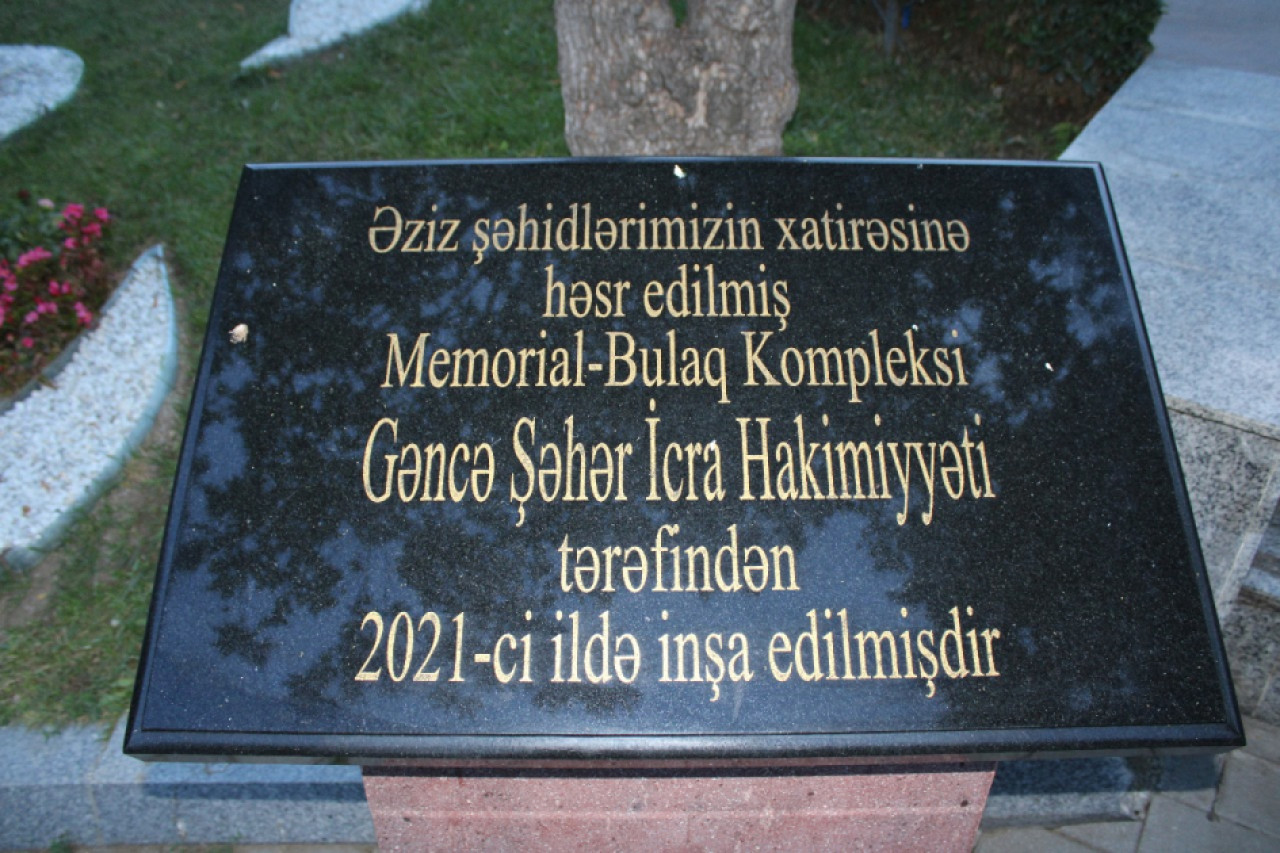 Əziz şəhidlərimizin xatirəsinə
həsr edilmiş
Memorial-Bulaq Kompleksi
Gəncə Şəhər İcra Hakimiyyəti
tərəfindən
2021-ci ildə inşa edilmişdir